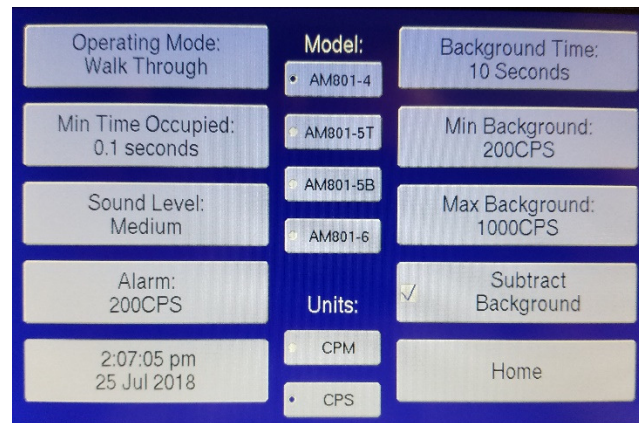 Operating Mode:
Walk Through
Min Time Occupied:
0.1 seconds
Sound Level:
Medium
Alarm:
200CPS
2:07:05 pm
25 Jul 2018
Model:
AM801-4
AM801-5T
AM801-5B
AM801-6
Units:
CPM
CPS
Background Time:
10 Seconds
Min Background:
200CPS
Max Background:
1000CPS
Subtract
Background
Home